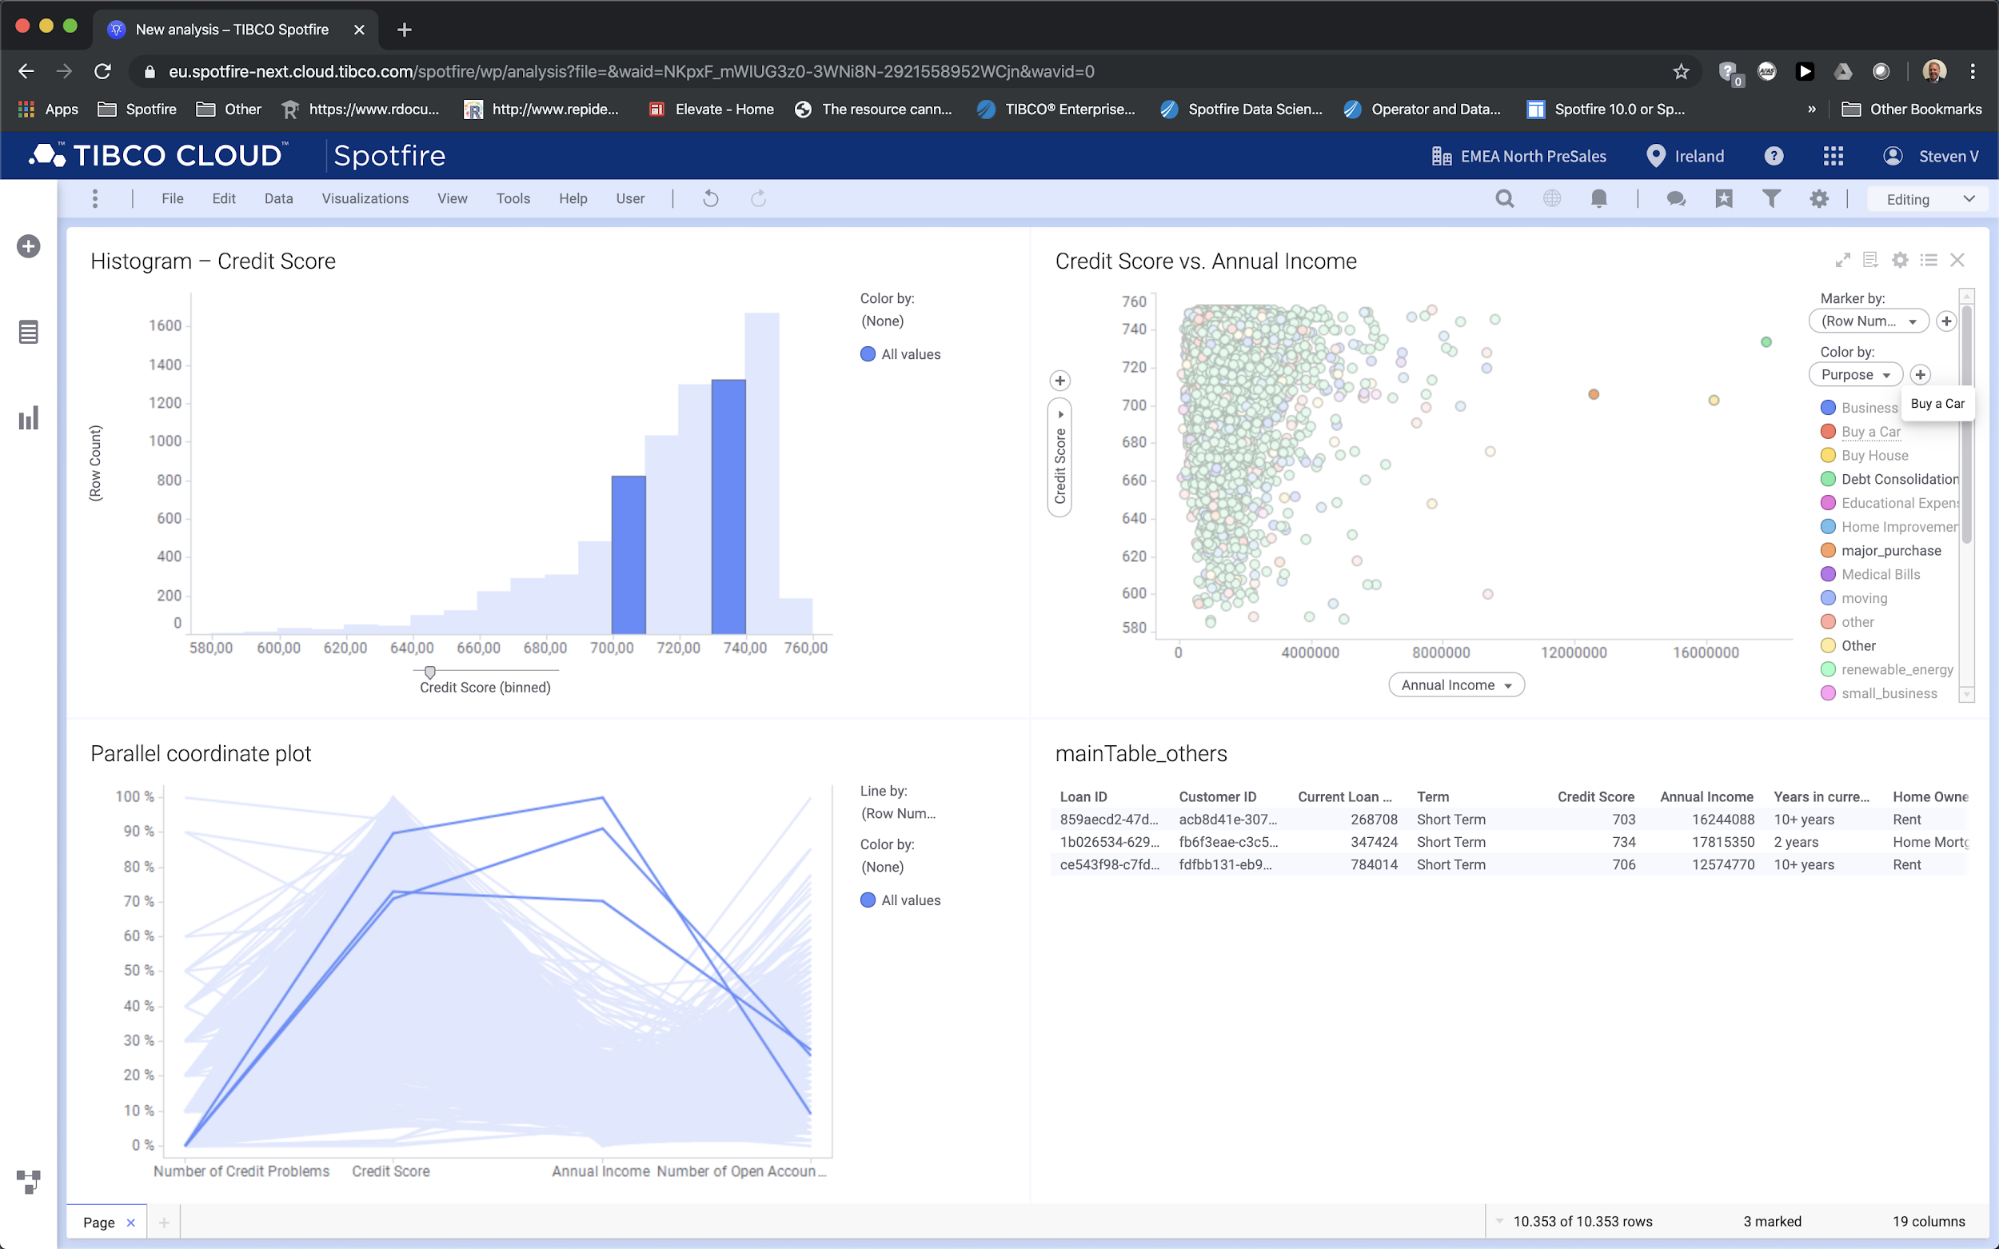 New analysis – TIBCO Spotfire
eu.spotfire-next.cloud.tibco.com/spotfire/wp/analysis?file=&waid=NKpxF_mWIUG3z0-3WNi8N-2921558952WCjn&wavid=0
0
Apps Spotfire Other https://www.rdocu... http://www.repide... Elevate - Home The resource cann... TIBCO® Enterprise... Spotfire Data Scien... Operator and Data... Spotfire 10.0 or Sp... » Other Bookmarks
TIBCO CLOUD™ Spotfire EMEA North PreSales Ireland ? Steven V
File Edit Data Visualizations View Tools Help User Editing
Histogram – Credit Score
(Row Count)
1600
1400
1200
1000
800
600
400
200
0
580,00 600,00 620,00 640,00 660,00 680,00 700,00 720,00 740,00 760,00
Credit Score (binned)
Color by:
(None)
All values
Credit Score vs. Annual Income
Credit Score
760
740
720
700
680
660
640
620
600
580
0 4000000 8000000 12000000 16000000
Annual Income
Marker by:
(Row Num...
Color by:
Purpose
Buy a Car
Business
Buy a Car
Buy House
Debt Consolidation
Educational Expen
Home Improvemen
major_purchase
Medical Bills
moving
other
Other
renewable_energy
small_business
Parallel coordinate plot
100 %
90 %
80 %
70 %
60 %
50 %
40 %
30 %
20 %
10 %
0 %
Number of Credit Problems Credit Score Annual Income Number of Open Accoun...
Line by:
(Row Num...
Color by:
(None)
All values
mainTable_others
Loan ID Customer ID Current Loan ... Term Credit Score Annual Income Years in curre... Home Owne
859aecd2-47d... acb8d41e-307... 268708 Short Term 703 16244088 10+ years Rent
1b026534-629... fb6f3eae-c3c5... 347424 Short Term 734 17815350 2 years Home Mortg
ce543f98-c7fd... fdfbb131-eb9... 784014 Short Term 706 12574770 10+ years Rent
Page
10.353 of 10.353 rows 3 marked 19 columns